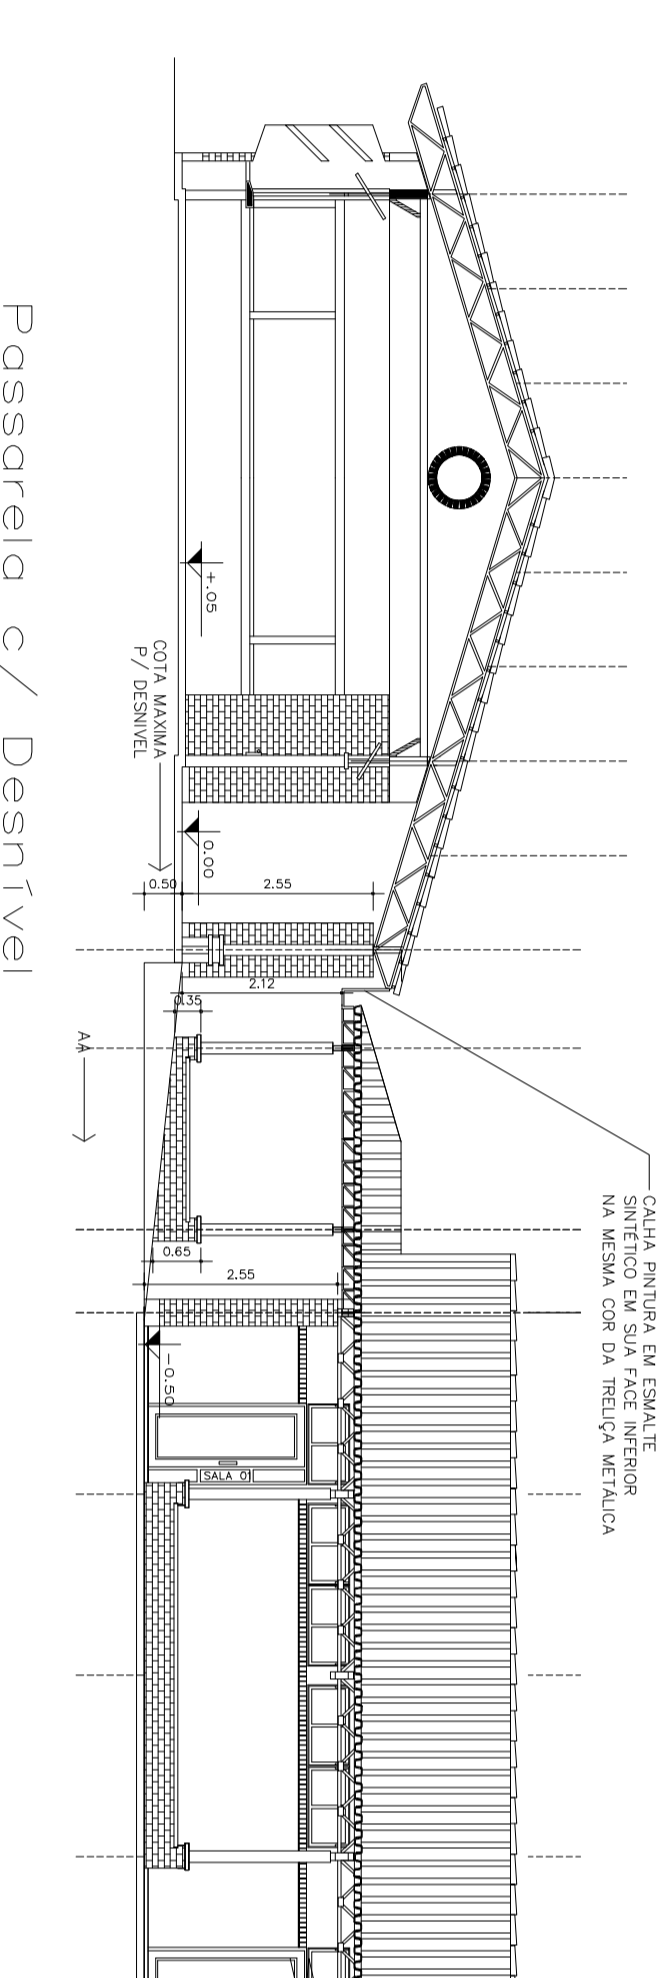 CALHA PINTURA EM ESMALTE
SINTÉTICO EM SUA FACE INFERIOR
NA MESMA COR DA TRELIÇA METÁLICA
+.05
COTA MAXIMA
P/ DESNIVEL
0.00
0.50
2.55
2.12
0.35
0.65
2.55
-0.50
SALA 01
AA
Passarela c/ Desnível